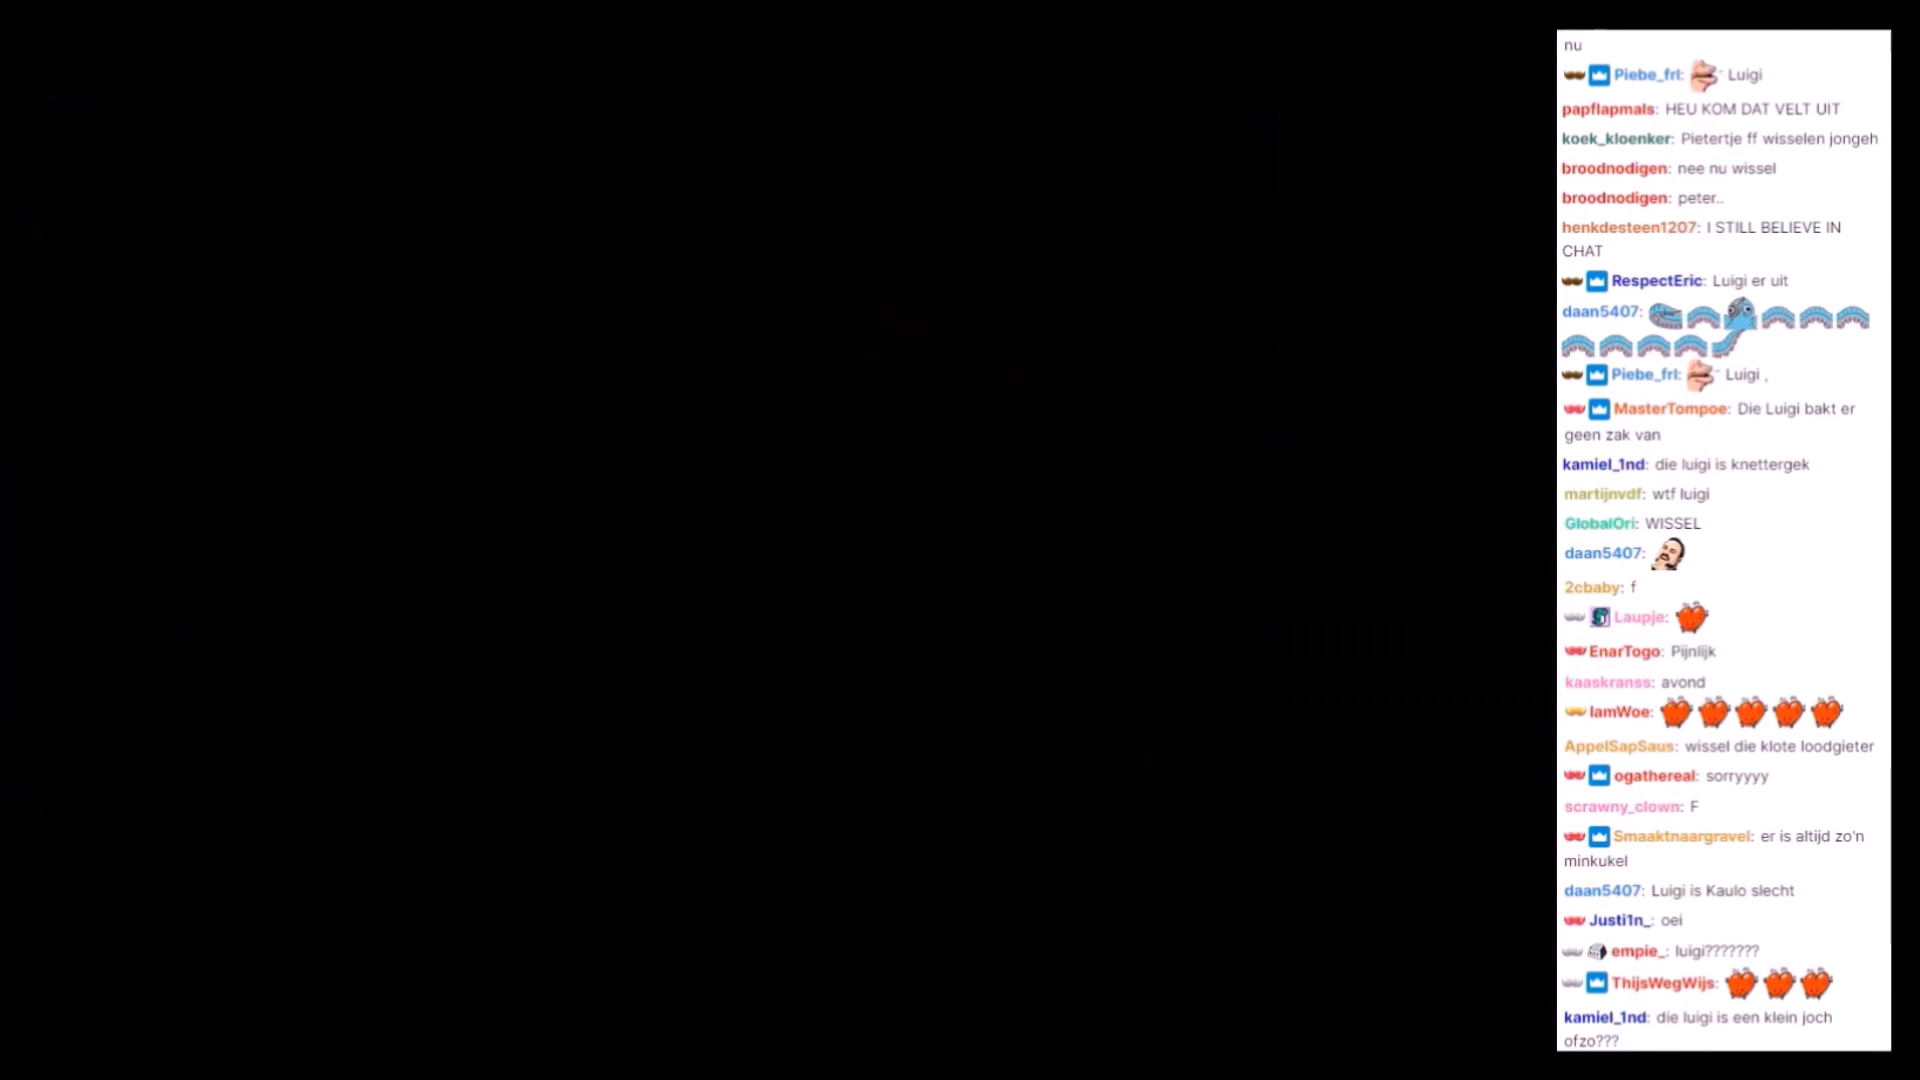 nu
Piebe_frl: Luigi
papflapmals: HEU KOM DAT VELT UIT
koek_kloenker: Pietertje ff wisselen jongeh
broodnodigen: nee nu wissel
broodnodigen: peter..
henkdesteen1207: I STILL BELIEVE IN
CHAT
RespectEric: Luigi er uit
daan5407:
Piebe_frl: Luigi ,
MasterTompoe: Die Luigi bakt er
geen zak van
kamiel_1nd: die luigi is knettergek
martijnvdf: wtf luigi
GlobalOri: WISSEL
daan5407:
2cbaby: f
Laupje:
EnarTogo: Pijnlijk
kaaskranss: avond
IamWoe:
AppelSapSaus: wissel die klote loodgieter
ogathereal: sorryyyy
scrawny_clown: F
Smaaktnaargravel: er is altijd zo'n
minkukel
daan5407: Luigi is Kaulo slecht
Justi1n_: oei
empie_: luigi???????
ThijsWegWijs:
kamiel_1nd: die luigi is een klein joch
ofzo???